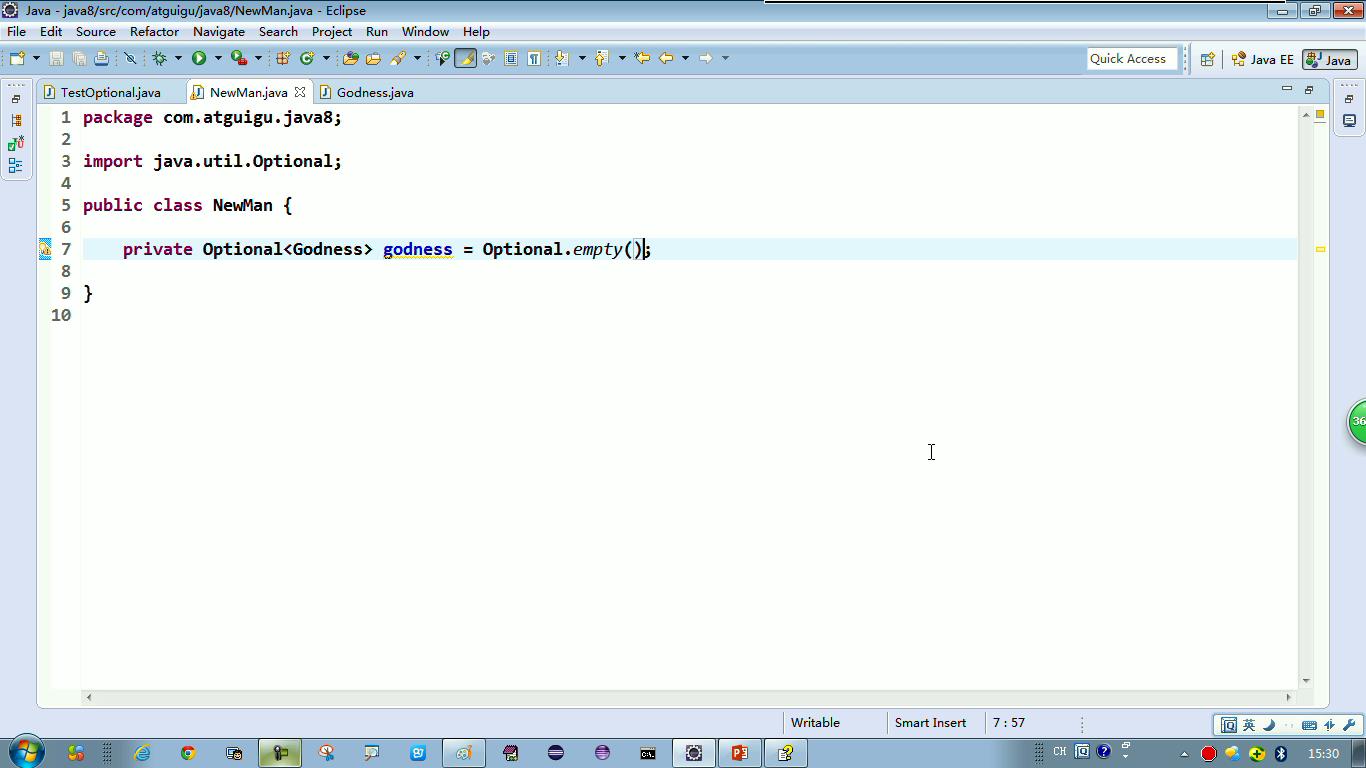 Java - java8/src/com/atguigu/java8/NewMan.java - Eclipse
File Edit Source Refactor Navigate Search Project Run Window Help
Quick Access
Java EE
Java
TestOptional.java
NewMan.java
Godness.java
1 package com.atguigu.java8;
2
3 import java.util.Optional;
4
5 public class NewMan {
6
7 private Optional<Godness> godness = Optional.empty();
8
9 }
10
36
Writable
Smart Insert
7 : 57
英
CH
15:30